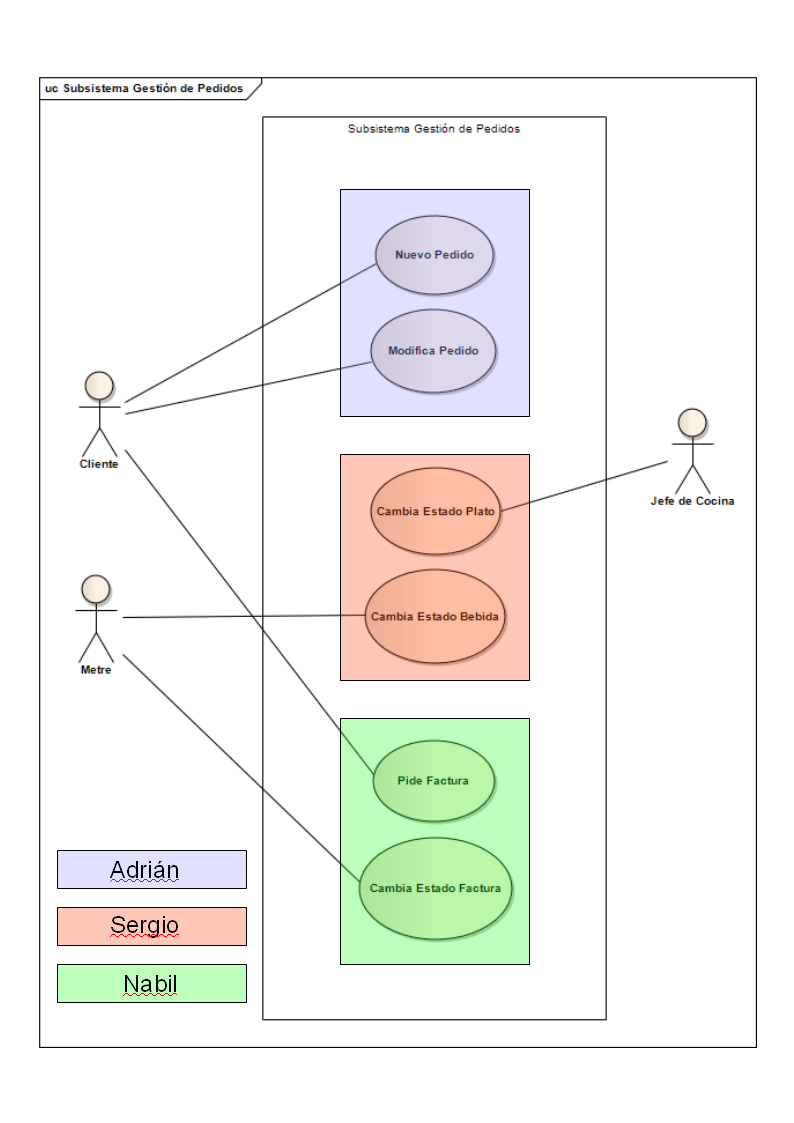 uc Subsistema Gestión de Pedidos
Subsistema Gestión de Pedidos
Nuevo Pedido
Modifica Pedido
Cliente
Jefe de Cocina
Cambia Estado Plato
Cambia Estado Bebida
Metre
Pide Factura
Cambia Estado Factura
Adrián
Sergio
Nabil